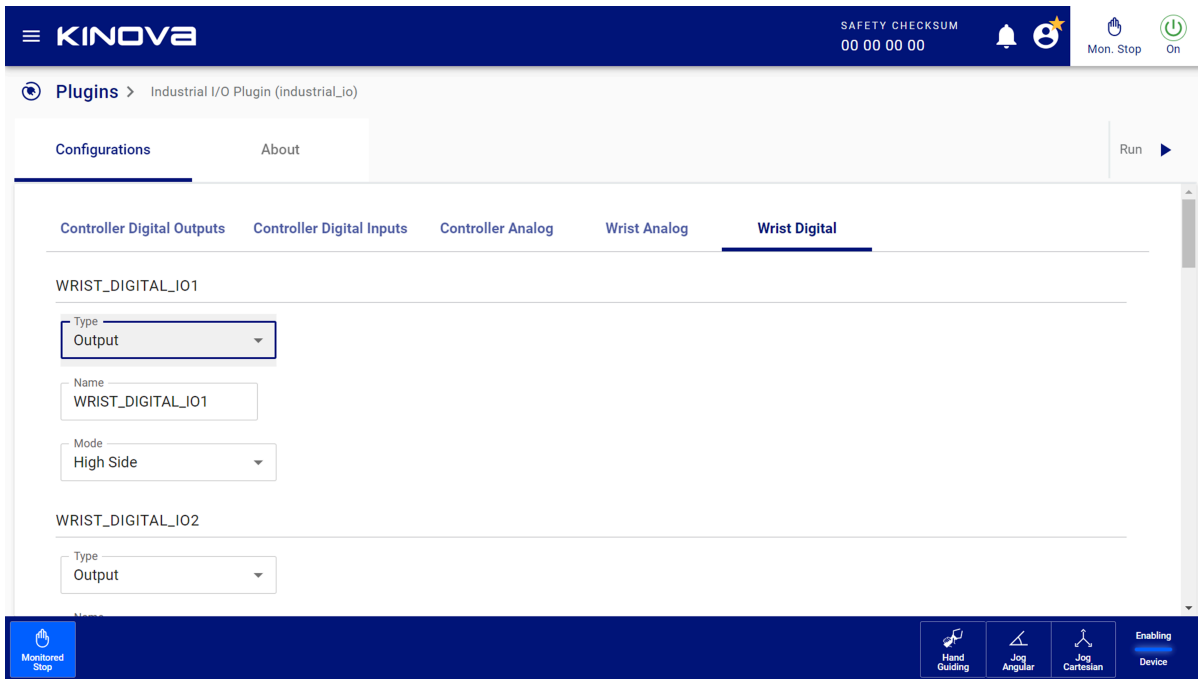 KINOVA
SAFETY CHECKSUM
00 00 00 00
Mon. Stop
On
Plugins > Industrial I/O Plugin (industrial_io)
Configurations
About
Run
Controller Digital Outputs
Controller Digital Inputs
Controller Analog
Wrist Analog
Wrist Digital
WRIST_DIGITAL_IO1
Type
Output
Name
WRIST_DIGITAL_IO1
Mode
High Side
WRIST_DIGITAL_IO2
Type
Output
Name
Monitored
Stop
Hand
Guiding
Jog
Angular
Jog
Cartesian
Enabling
Device